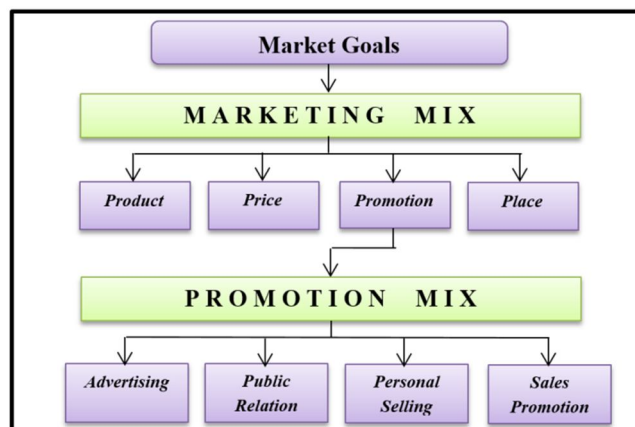 Market Goals
MARKETING MIX
Product
Price
Promotion
Place
PROMOTION MIX
Advertising
Public
Relation
Personal
Selling
Sales
Promotion